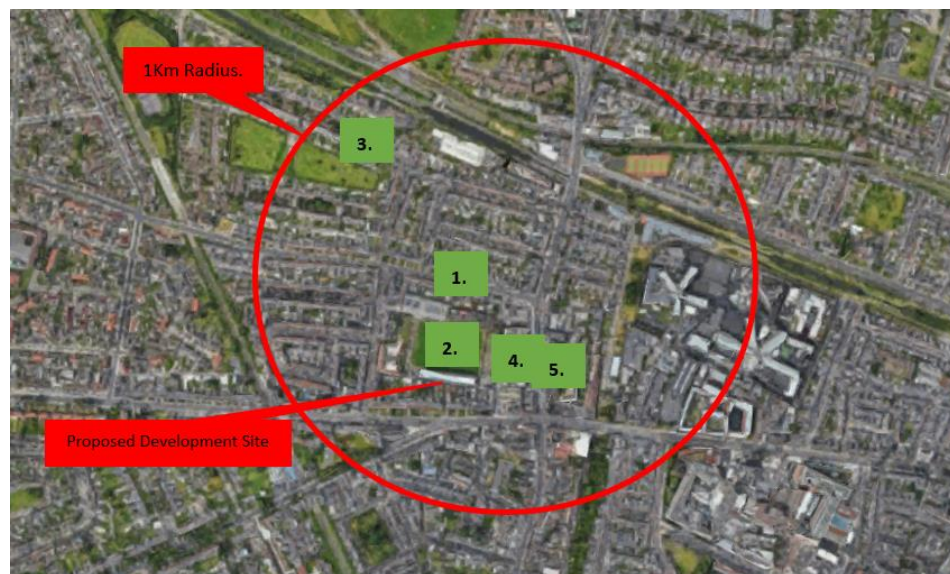 1Km Radius.
3.
1.
2.
4.
5.
Proposed Development Site